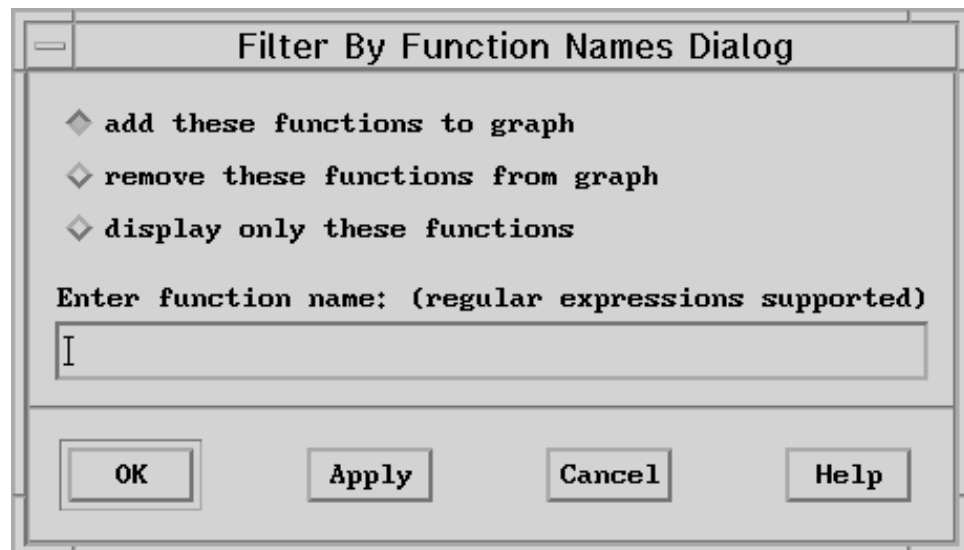 Filter By Function Names Dialog
add these functions to graph
remove these functions from graph
display only these functions
Enter function name: (regular expressions supported)
OK Apply Cancel Help